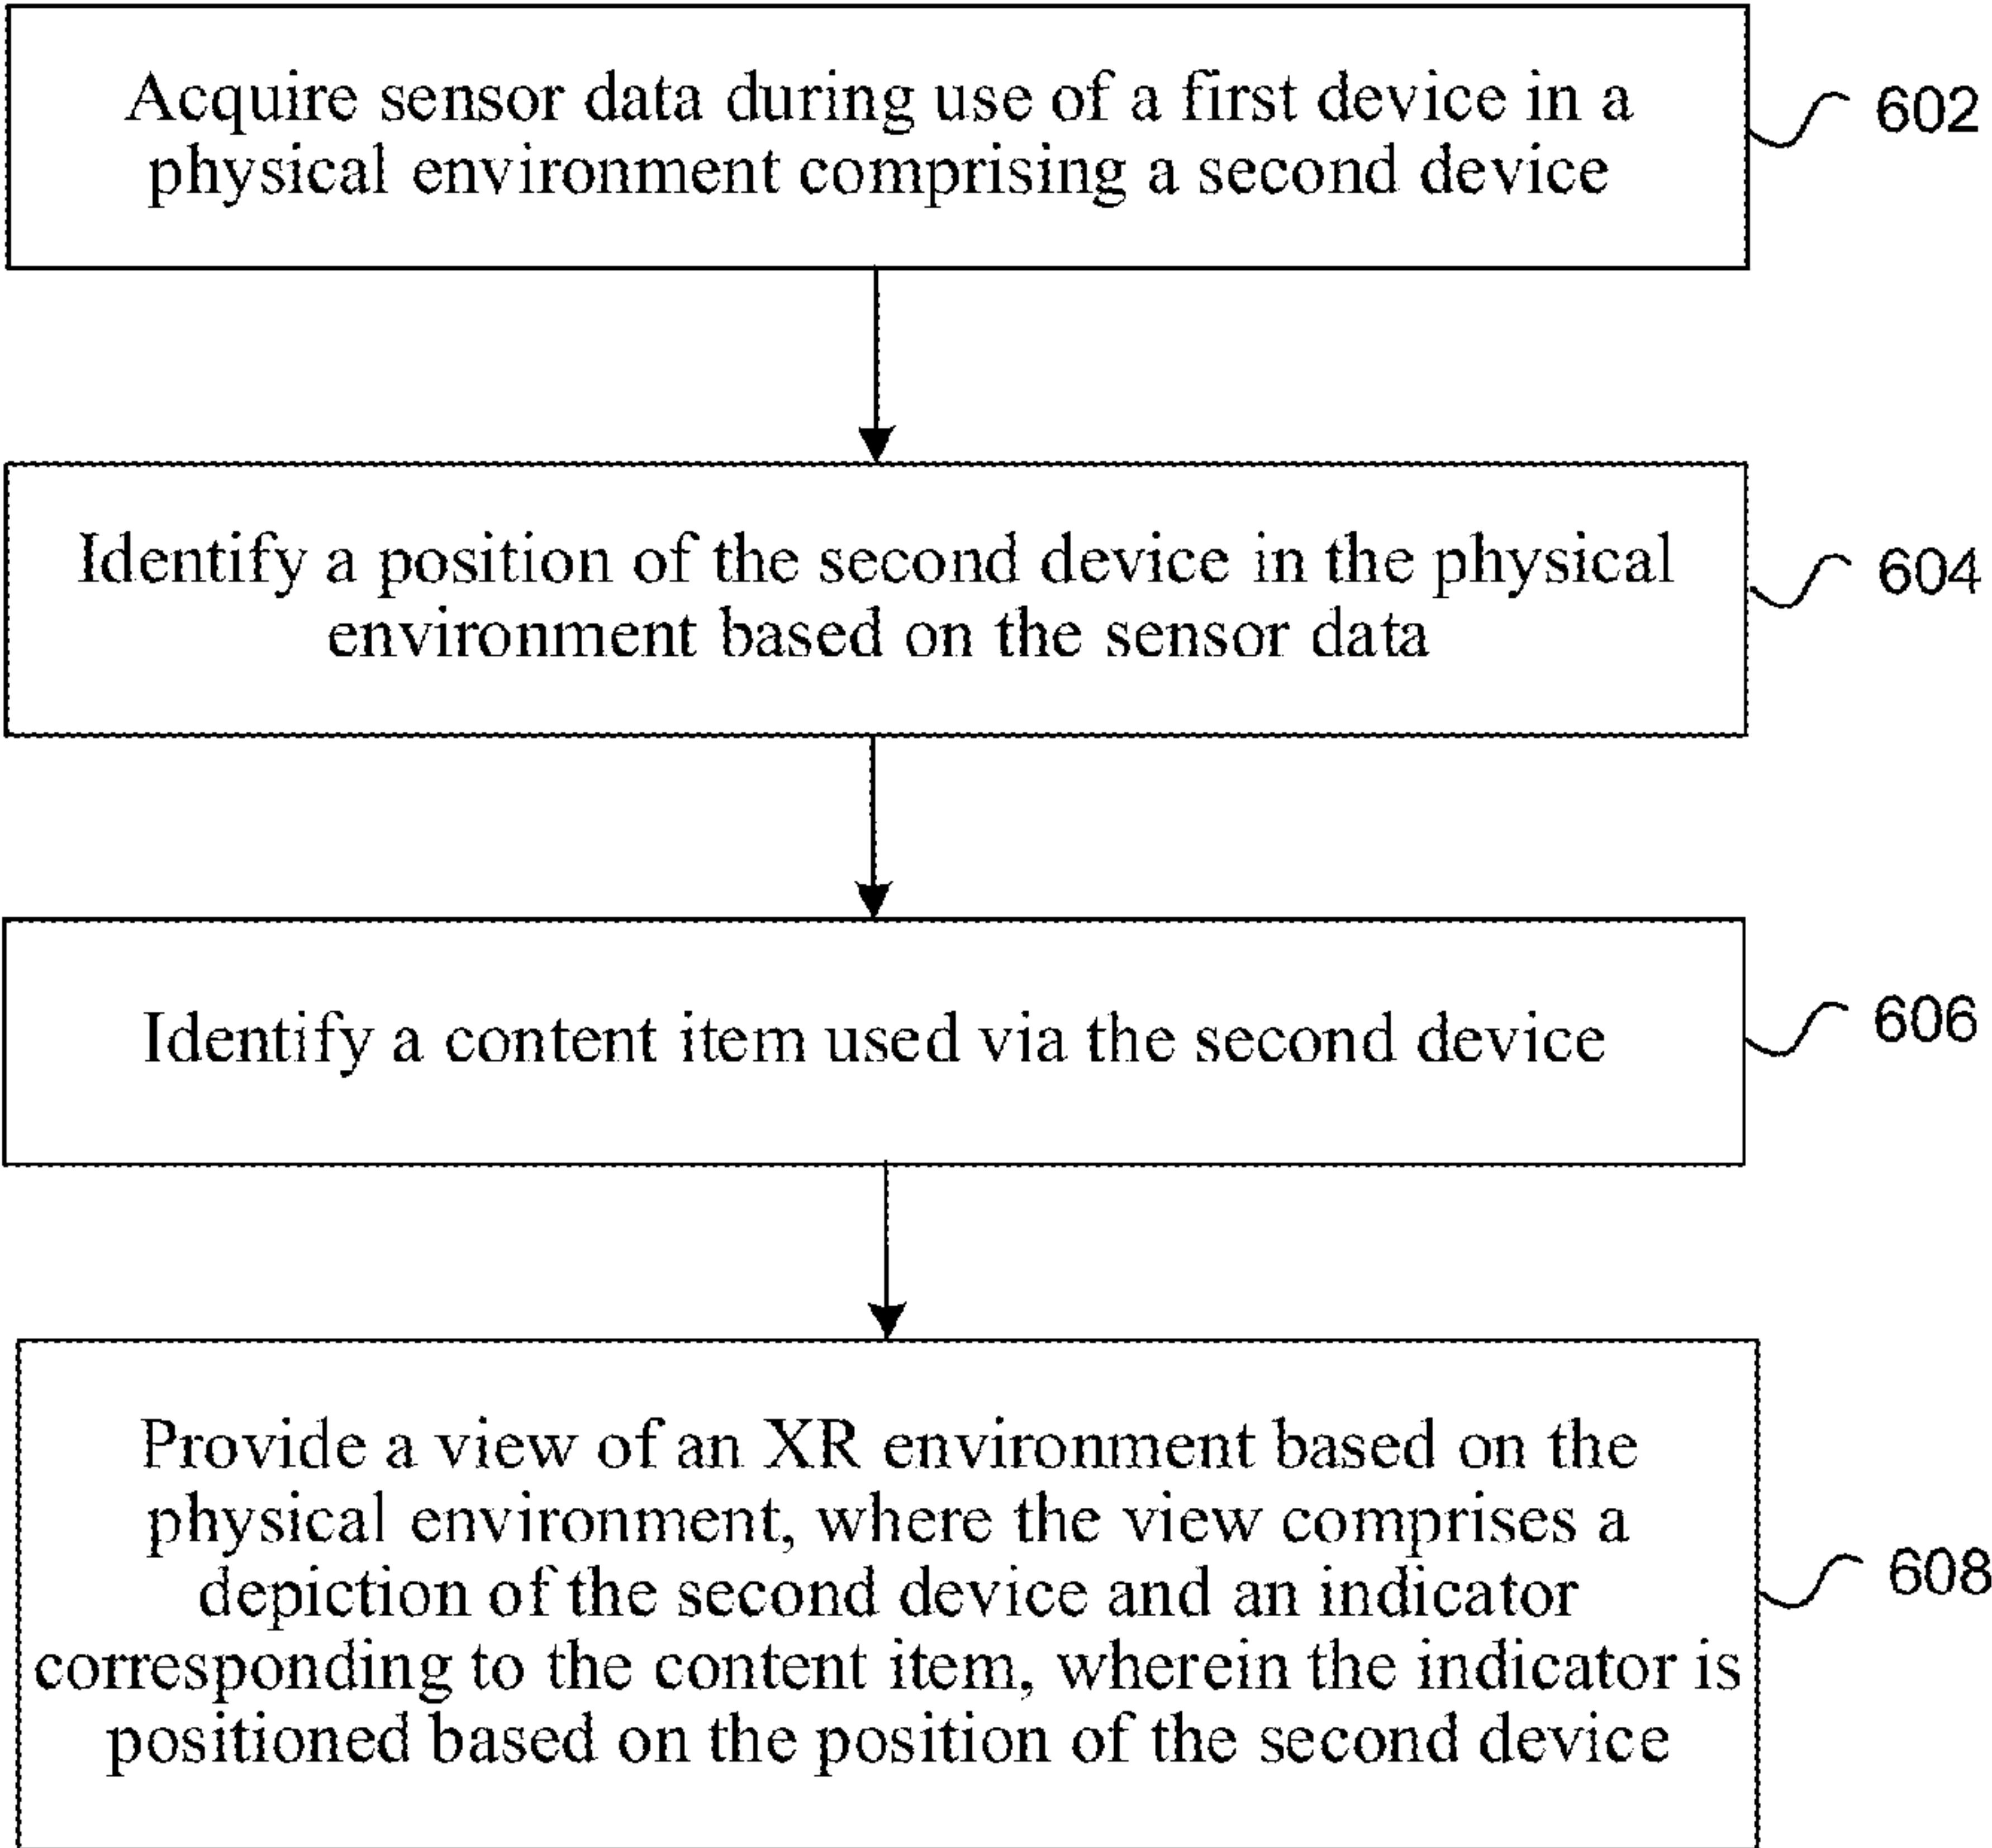 Acquire sensor data during use of a first device in a
physical environment comprising a second device
602
Identify a position of the second device in the physical
environment based on the sensor data
604
Identify a content item used via the second device
606
Provide a view of an XR environment based on the
physical environment, where the view comprises a
depiction of the second device and an indicator
corresponding to the content item, wherein the indicator is
positioned based on the position of the second device
608